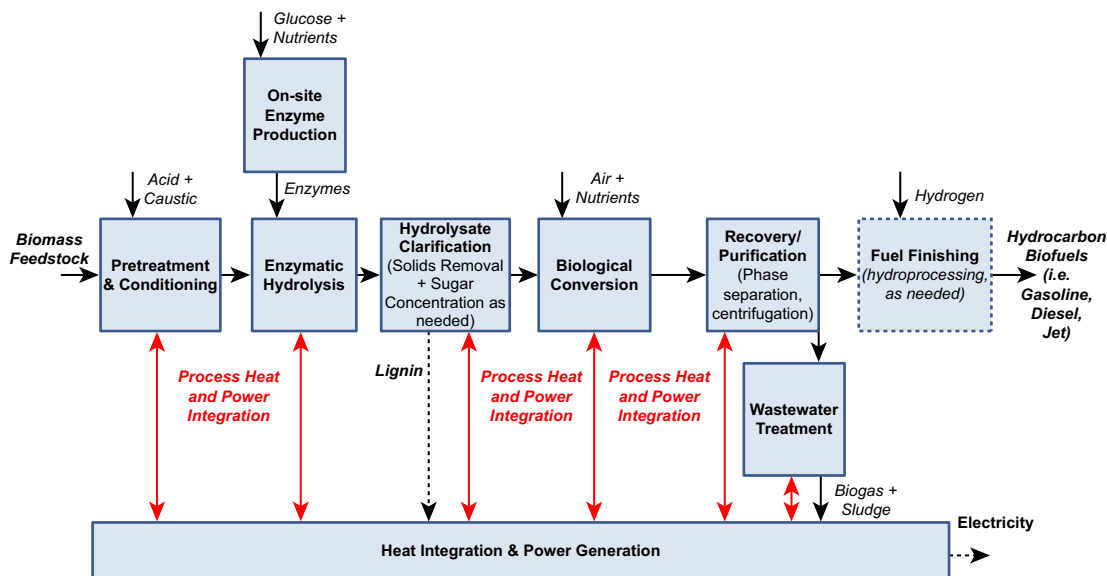 Glucose +
Nutrients
On-site
Enzyme
Production
Acid +
Caustic
Enzymes
Air +
Nutrients
Hydrogen
Biomass
Feedstock
Pretreatment
& Conditioning
Enzymatic
Hydrolysis
Hydrolysate
Clarification
(Solids Removal
+ Sugar
Concentration as
needed)
Biological
Conversion
Recovery/
Purification
(Phase
separation,
centrifugation)
Fuel Finishing
(hydroprocessing,
as needed)
Hydrocarbon
Biofuels
(i.e.
Gasoline,
Diesel,
Jet)
Process Heat
and Power
Integration
Lignin
Process Heat
and Power
Integration
Process Heat
and Power
Integration
Wastewater
Treatment
Biogas +
Sludge
Heat Integration & Power Generation
Electricity